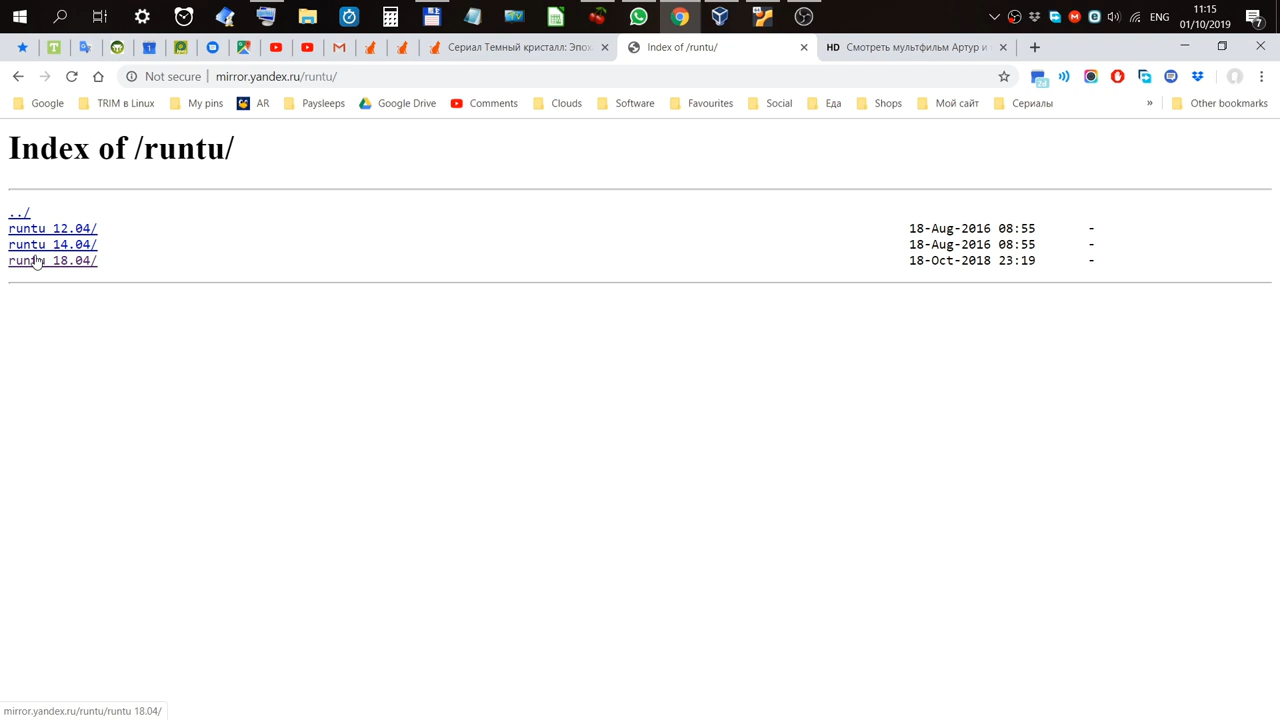 11:15
ENG
01/10/2019
7
Сериал Темный кристалл: Эпох
Index of /runtu/
HD Смотреть мультфильм Артур и
Not secure
mirror.yandex.ru/runtu/
Google
TRIM в Linux
My pins
AR
Paysleeps
Google Drive
Comments
Clouds
Software
Favourites
Social
Еда
Shops
Мой сайт
Сериалы
»
Other bookmarks
Index of /runtu/
../
runtu 12.04/ 18-Aug-2016 08:55 -
runtu 14.04/ 18-Aug-2016 08:55 -
runtu 18.04/ 18-Oct-2018 23:19 -
mirror.yandex.ru/runtu/runtu 18.04/